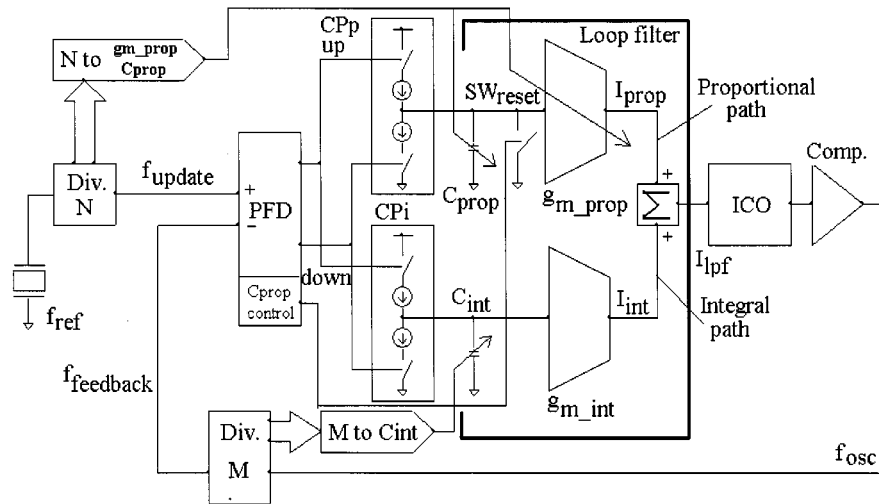 N to gm_prop
Cprop
CPp
up
Loop filter
SWreset
Iprop
Proportional
path
Div.
N
fupdate
+
PFD
−
Cprop
gm_prop
+
Σ
+
ICO
Comp.
CPi
down
Cprop
control
Cint
Iint
Ilpf
Integral
path
fref
ffeedback
gm_int
Div.
M
M to Cint
fosc